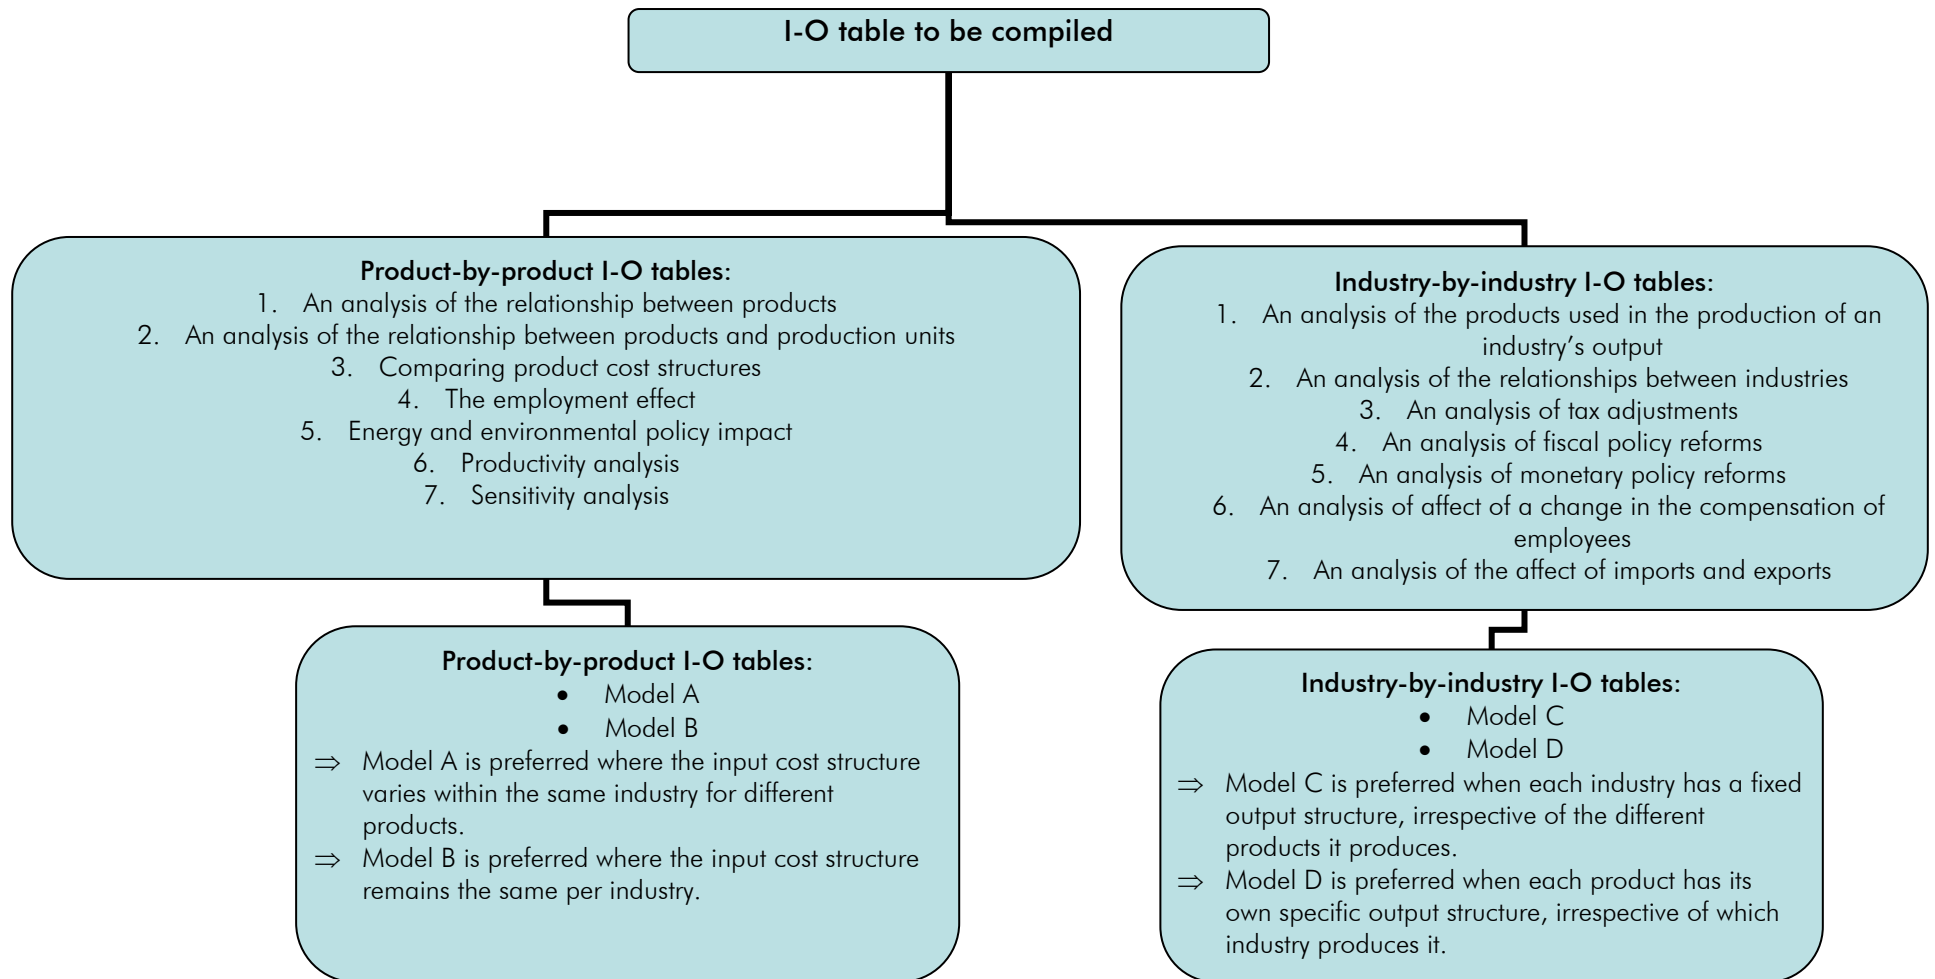 I-O table to be compiled
Product-by-product I-O tables:
1. An analysis of the relationship between products
2. An analysis of the relationship between products and production units
3. Comparing product cost structures
4. The employment effect
5. Energy and environmental policy impact
6. Productivity analysis
7. Sensitivity analysis
Industry-by-industry I-O tables:
1. An analysis of the products used in the production of an
industry’s output
2. An analysis of the relationships between industries
3. An analysis of tax adjustments
4. An analysis of fiscal policy reforms
5. An analysis of monetary policy reforms
6. An analysis of affect of a change in the compensation of
employees
7. An analysis of the affect of imports and exports
Product-by-product I-O tables:
• Model A
• Model B
⇒ Model A is preferred where the input cost structure
varies within the same industry for different
products.
⇒ Model B is preferred where the input cost structure
remains the same per industry.
Industry-by-industry I-O tables:
• Model C
• Model D
⇒ Model C is preferred when each industry has a fixed
output structure, irrespective of the different
products it produces.
⇒ Model D is preferred when each product has its
own specific output structure, irrespective of which
industry produces it.